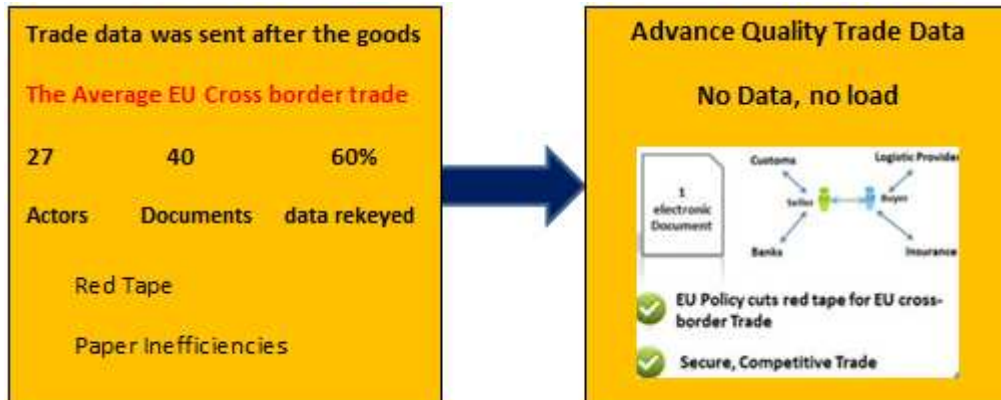 Trade data was sent after the goods
The Average EU Cross border trade
27 40 60%
Actors Documents data rekeyed
Red Tape
Paper Inefficiencies
Advance Quality Trade Data
No Data, no load
1
electronic
Document
Customs
Logistic Provider
Seller
Buyer
Banks
Insurance
EU Policy cuts red tape for EU cross-
border Trade
Secure, Competitive Trade